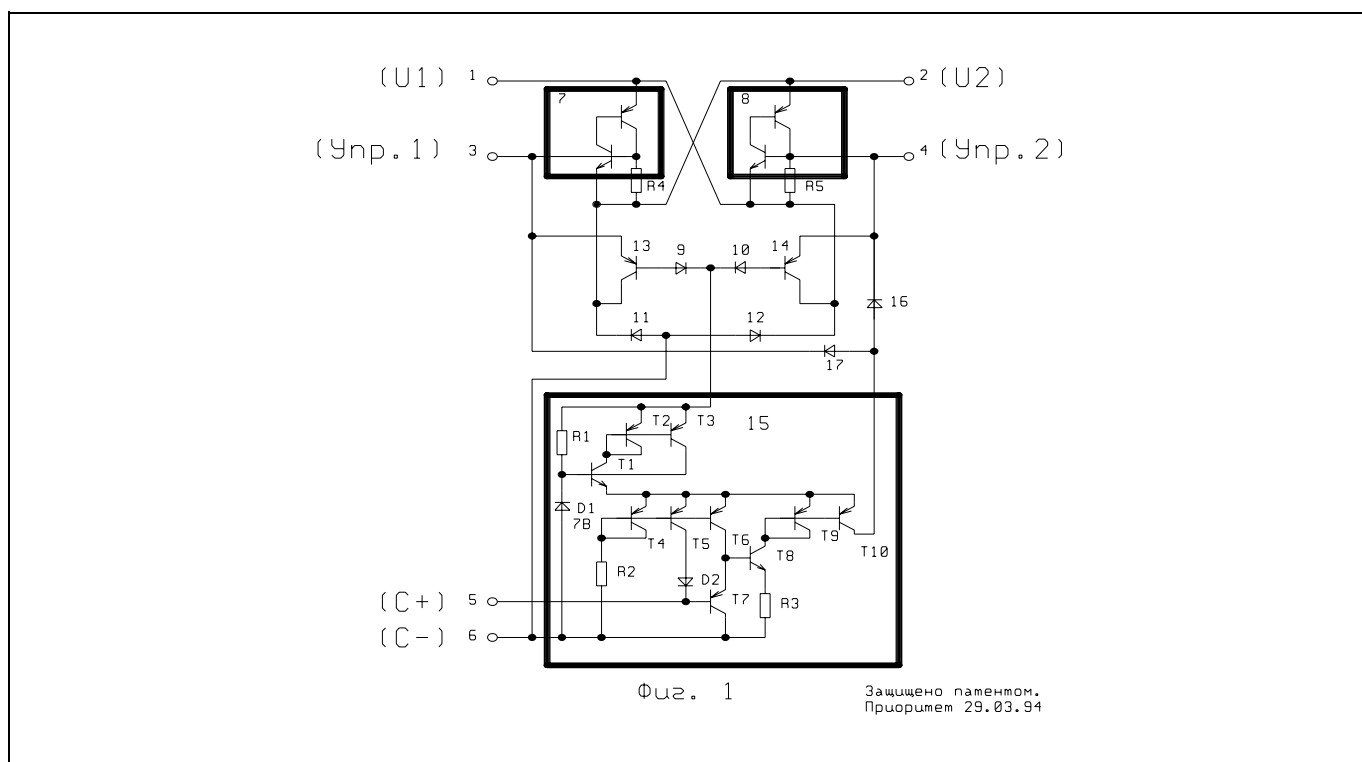 (U1) 1
2 (U2)
7
8
(Упр.1) 3
4 (Упр.2)
R4
R5
13
9
10
14
16
11
12
17
15
R1
T2
T3
T1
D1
7В
T4
T5
T6
T8
T9
T10
R2
D2
T7
R3
(C+) 5
(C-) 6
Фиг. 1
Защищено патентом.
Приоритет 29.03.94